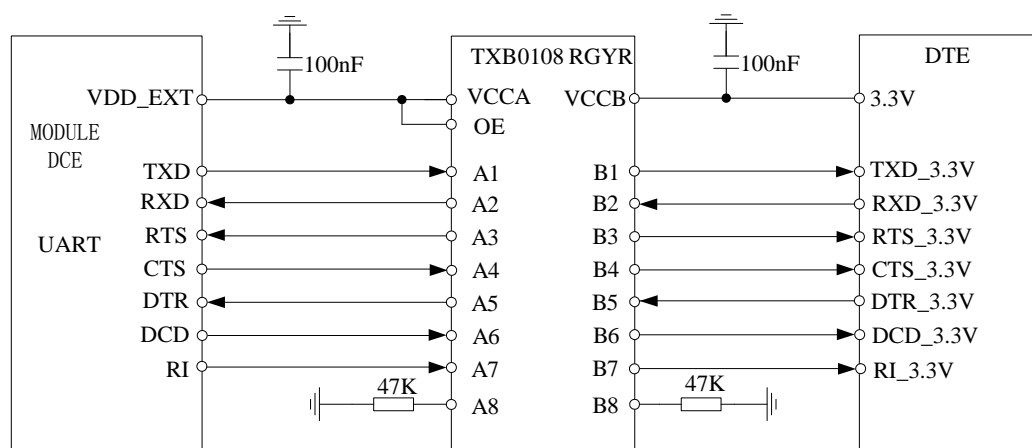 100nF
TXB0108 RGYR
100nF
DTE
VDD_EXT
VCCA
VCCB
3.3V
OE
MODULE
DCE
TXD
A1
B1
TXD_3.3V
RXD
A2
B2
RXD_3.3V
UART
RTS
A3
B3
RTS_3.3V
CTS
A4
B4
CTS_3.3V
DTR
A5
B5
DTR_3.3V
DCD
A6
B6
DCD_3.3V
RI
A7
B7
RI_3.3V
47K
A8
B8
47K